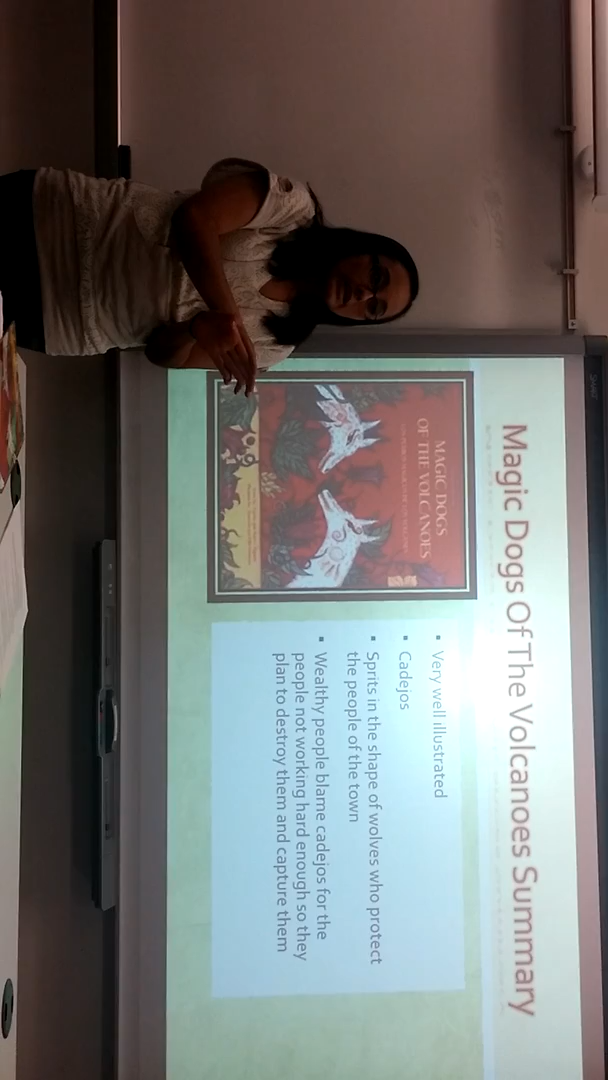 Magic Dogs Of The Volcanoes Summary
MAGIC DOGS
OF THE VOLCANOES
▪ Very well illustrated
▪ Cadejos
▪ Sprits in the shape of wolves who protect
the people of the town
▪ Wealthy people blame cadejos for the
people not working hard enough so they
plan to destroy them and capture them
SMART